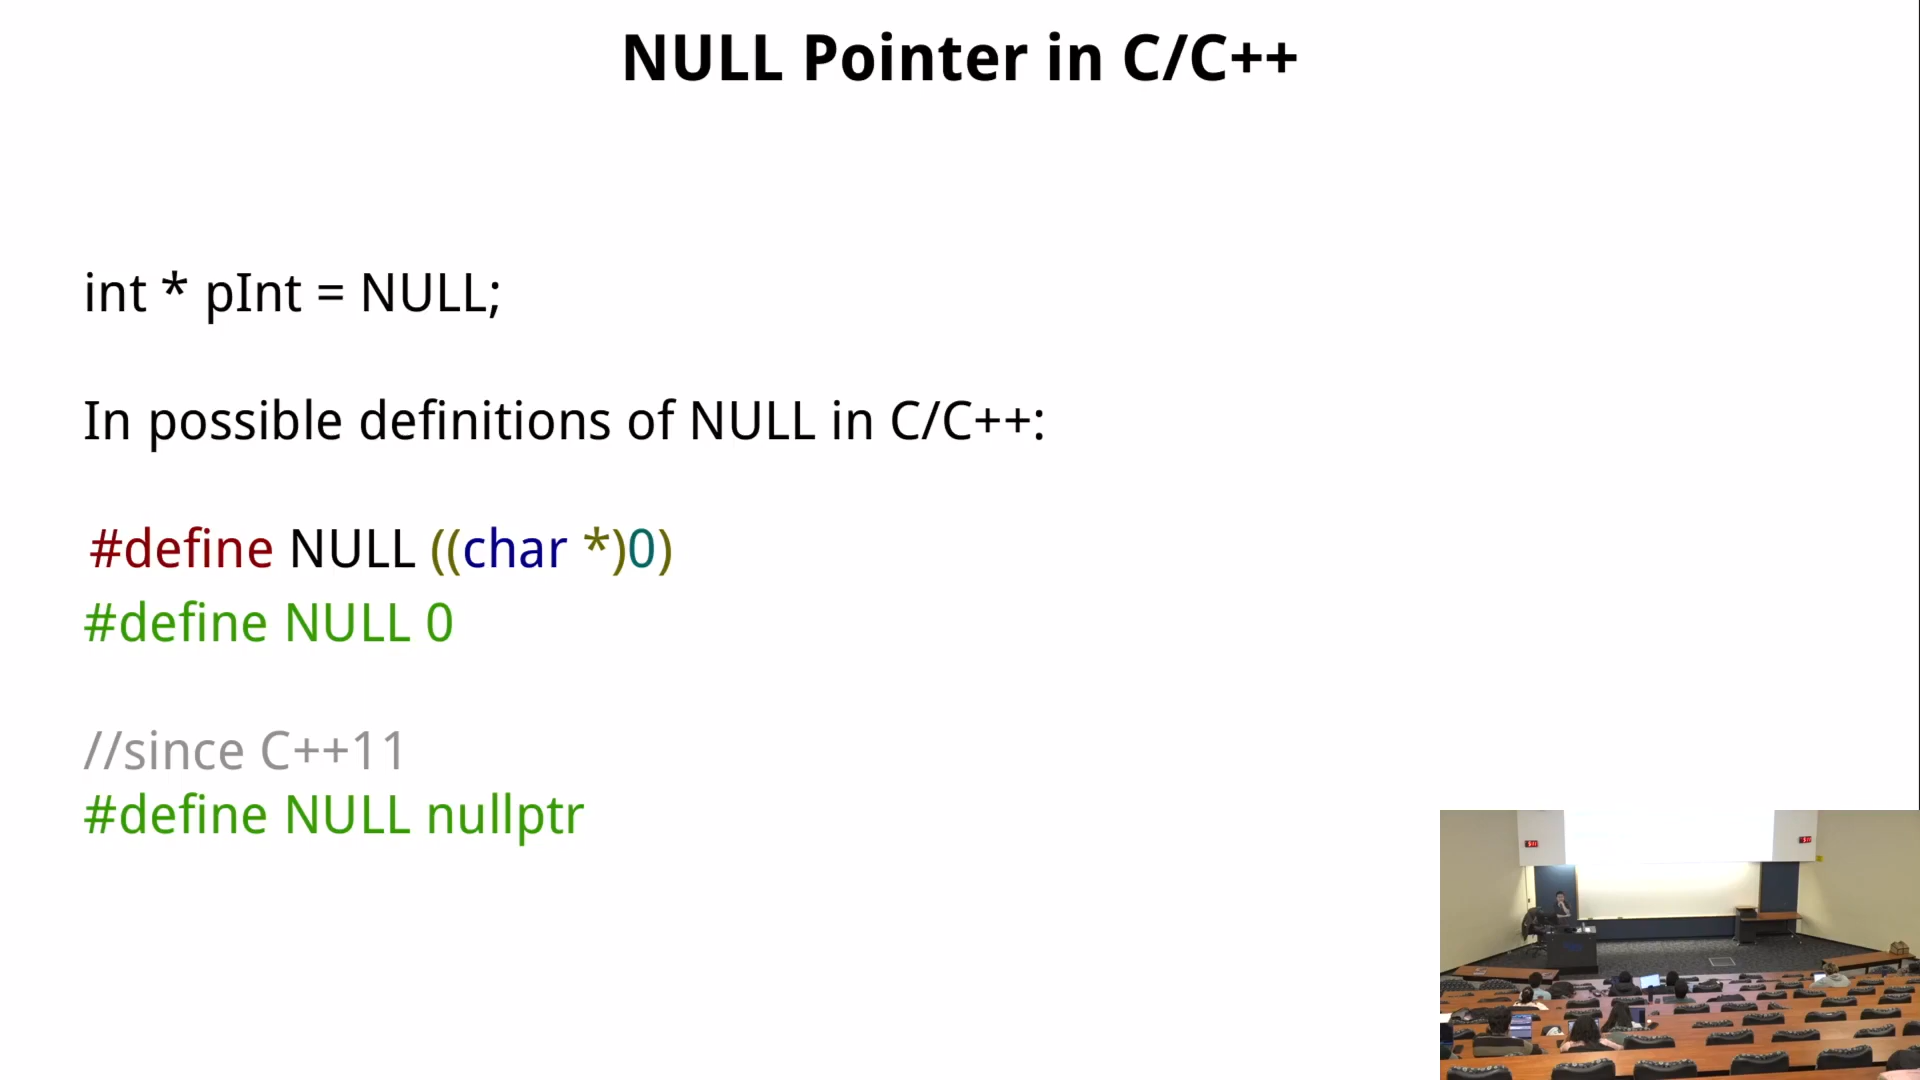 NULL Pointer in C/C++
int * pInt = NULL;
In possible definitions of NULL in C/C++:
#define NULL ((char *)0)
#define NULL 0
//since C++11
#define NULL nullptr